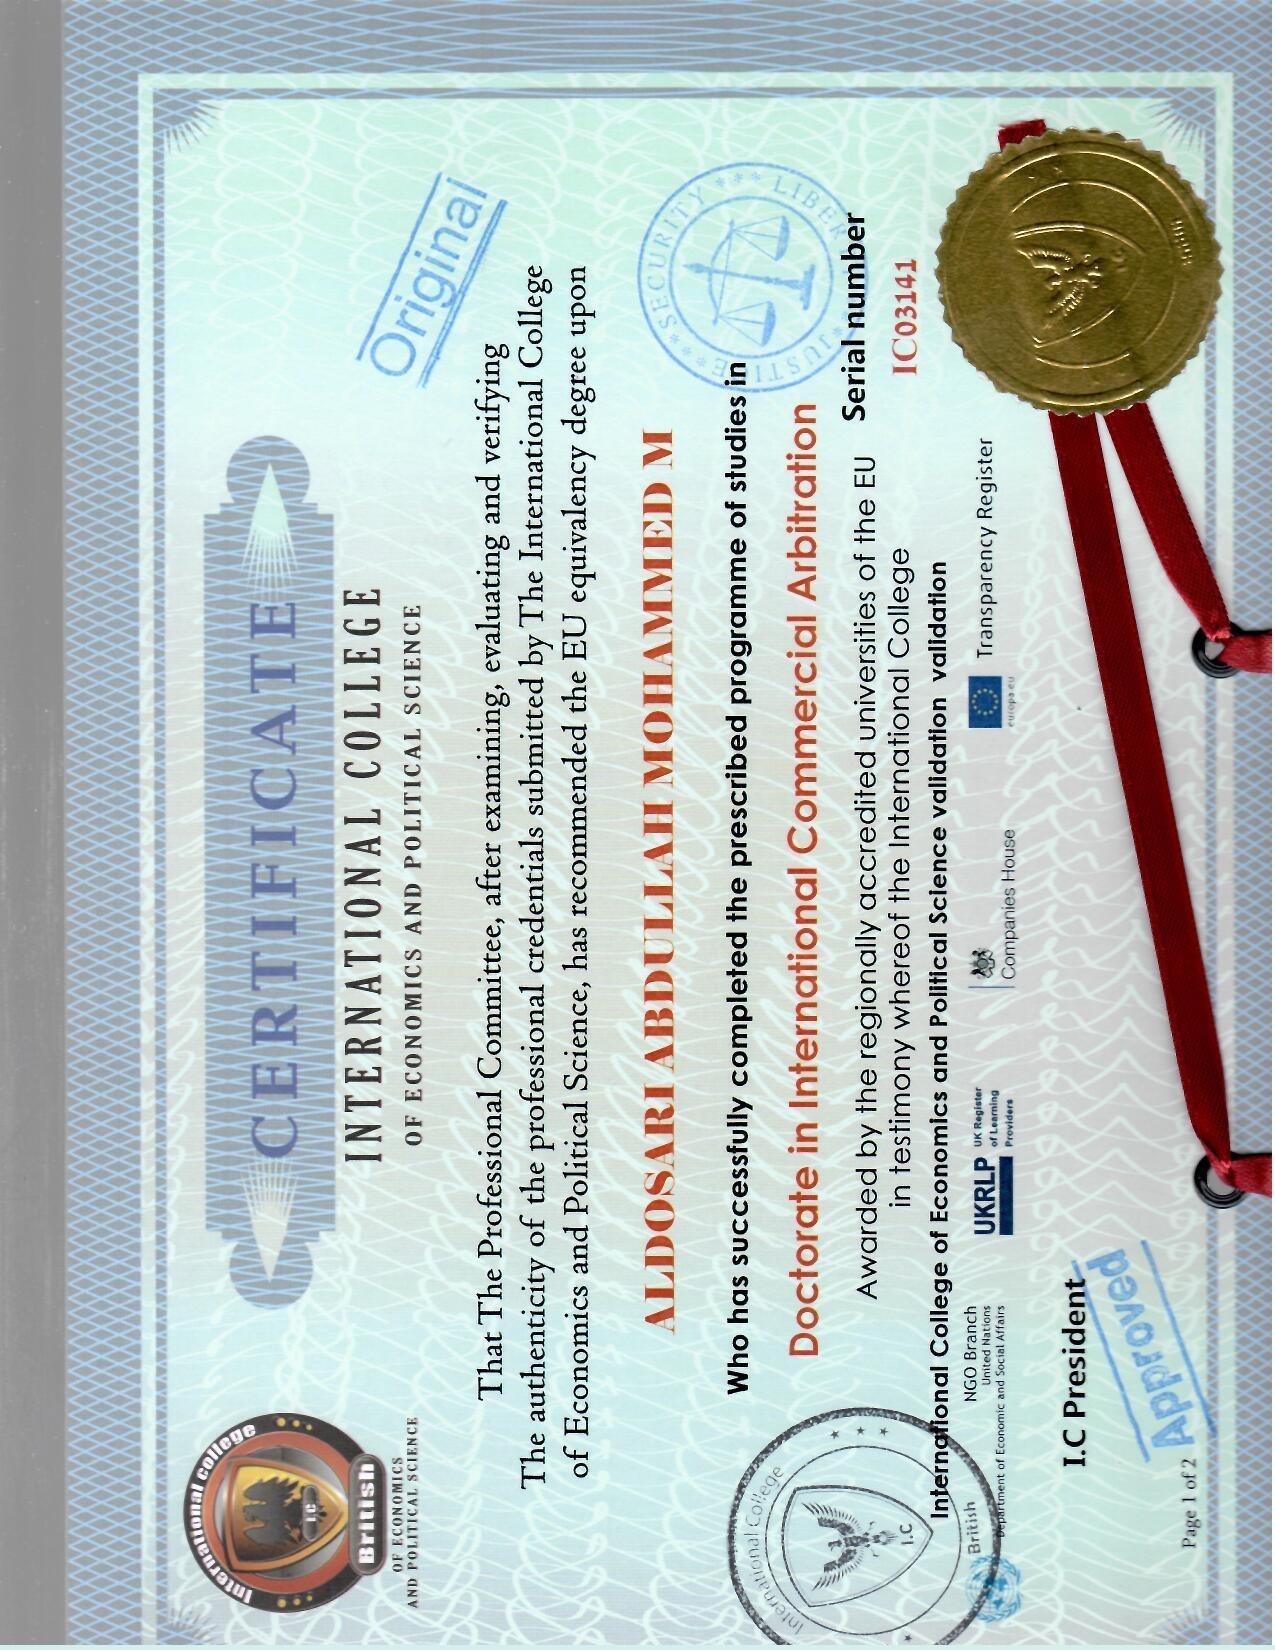 International college
I.C
British
OF ECONOMICS
AND POLITICAL SCIENCE
CERTIFICATE
INTERNATIONAL COLLEGE
OF ECONOMICS AND POLITICAL SCIENCE
Original
That The Professional Committee, after examining, evaluating and verifying
The authenticity of the professional credentials submitted by The International College
of Economics and Political Science, has recommended the EU equivalency degree upon
ALDOSARI ABDULLAH MOHAMMED M
SECURITY
JUSTIE
LIBER
Who has successfully completed the prescribed programme of studies in
Doctorate in International Commercial Arbitration
International College
I.C
British
Awarded by the regionally accredited universities of the EU
in testimony whereof the International College
Serial number
IC03141
International College of Economics and Political Science validation validation
NGO Branch
United Nations
Department of Economic and Social Affairs
UKRLP
UK Register
of Learning
Providers
Companies House
europa.eu
Transparency Register
I.C President
Approved
Page 1 of 2